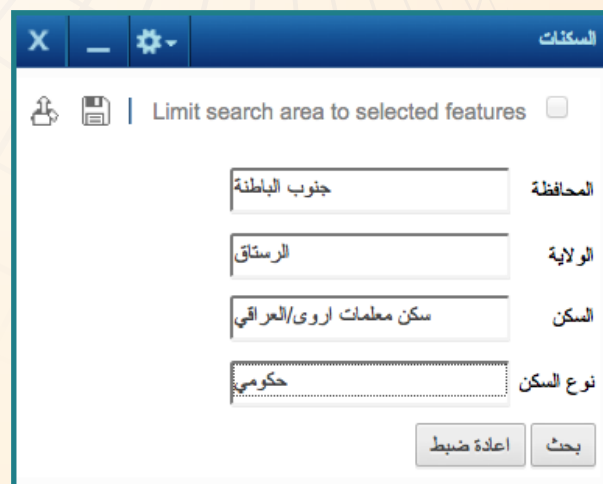 السكنات
X
Limit search area to selected features
المحافظة جنوب الباطنة
الولاية الرستاق
السكن سكن معلمات اروى/العراقي
نوع السكن حكومي
بحث اعادة ضبط